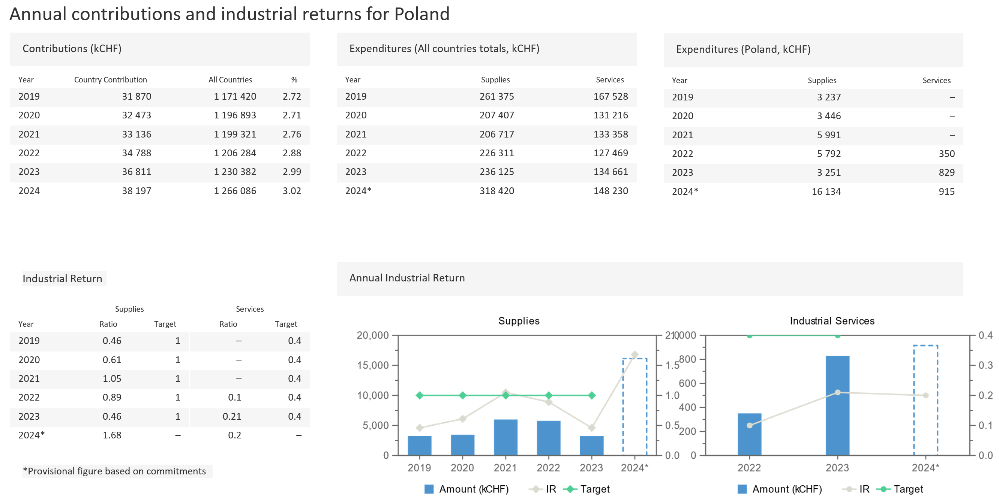 Annual contributions and industrial returns for Poland
Contributions (kCHF)
Year Country Contribution All Countries %
2019 31 870 1 171 420 2.72
2020 32 473 1 196 893 2.71
2021 33 136 1 199 321 2.76
2022 34 788 1 206 284 2.88
2023 36 811 1 230 382 2.99
2024 38 197 1 266 086 3.02
Expenditures (All countries totals, kCHF)
Year Supplies Services
2019 261 375 167 528
2020 207 407 131 216
2021 206 717 133 358
2022 226 311 127 469
2023 236 125 134 661
2024* 318 420 148 230
Expenditures (Poland, kCHF)
Year Supplies Services
2019 3 237 –
2020 3 446 –
2021 5 991 –
2022 5 792 350
2023 3 251 829
2024* 16 134 915
Industrial Return
Supplies Services
Year Ratio Target Ratio Target
2019 0.46 1 – 0.4
2020 0.61 1 – 0.4
2021 1.05 1 – 0.4
2022 0.89 1 0.1 0.4
2023 0.46 1 0.21 0.4
2024* 1.68 – 0.2 –
*Provisional figure based on commitments
Annual Industrial Return
Supplies
20,000 2.0
15,000 1.5
10,000 1.0
5,000 0.5
0 0.0
2019 2020 2021 2022 2023 2024*
Amount (kCHF) IR Target
Industrial Services
1,000 0.4
800 0.3
600 0.2
400 0.1
200 0.0
0
2022 2023 2024*
Amount (kCHF) IR Target